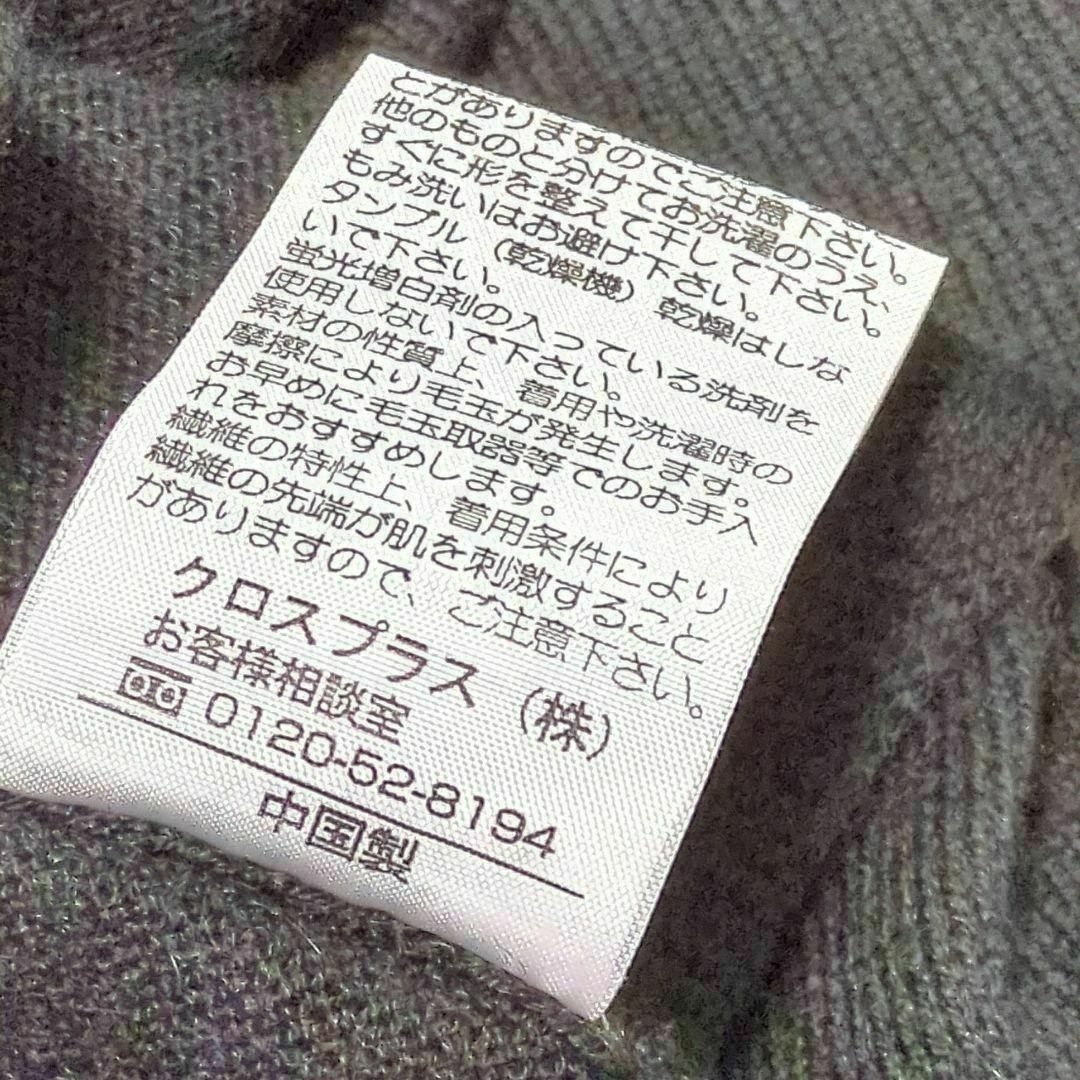 とがありますのでご注意下さい。
他のものと分けてお洗濯のうえ、
すぐに形を整えて干して下さい。
もみ洗いはお避け下さい。
タンブル（乾燥機）乾燥はしな
いで下さい。
蛍光増白剤の入っている洗剤を
使用しないで下さい。
素材の性質上、着用や洗濯時の
摩擦により毛玉が発生します。
お早めに毛玉取器等でのお手入
れをおすすめします。
繊維の特性上、着用条件により
繊維の先端が肌を刺激すること
がありますので、ご注意下さい。
クロスプラス（株）
お客様相談室
0120-52-8194
中国製